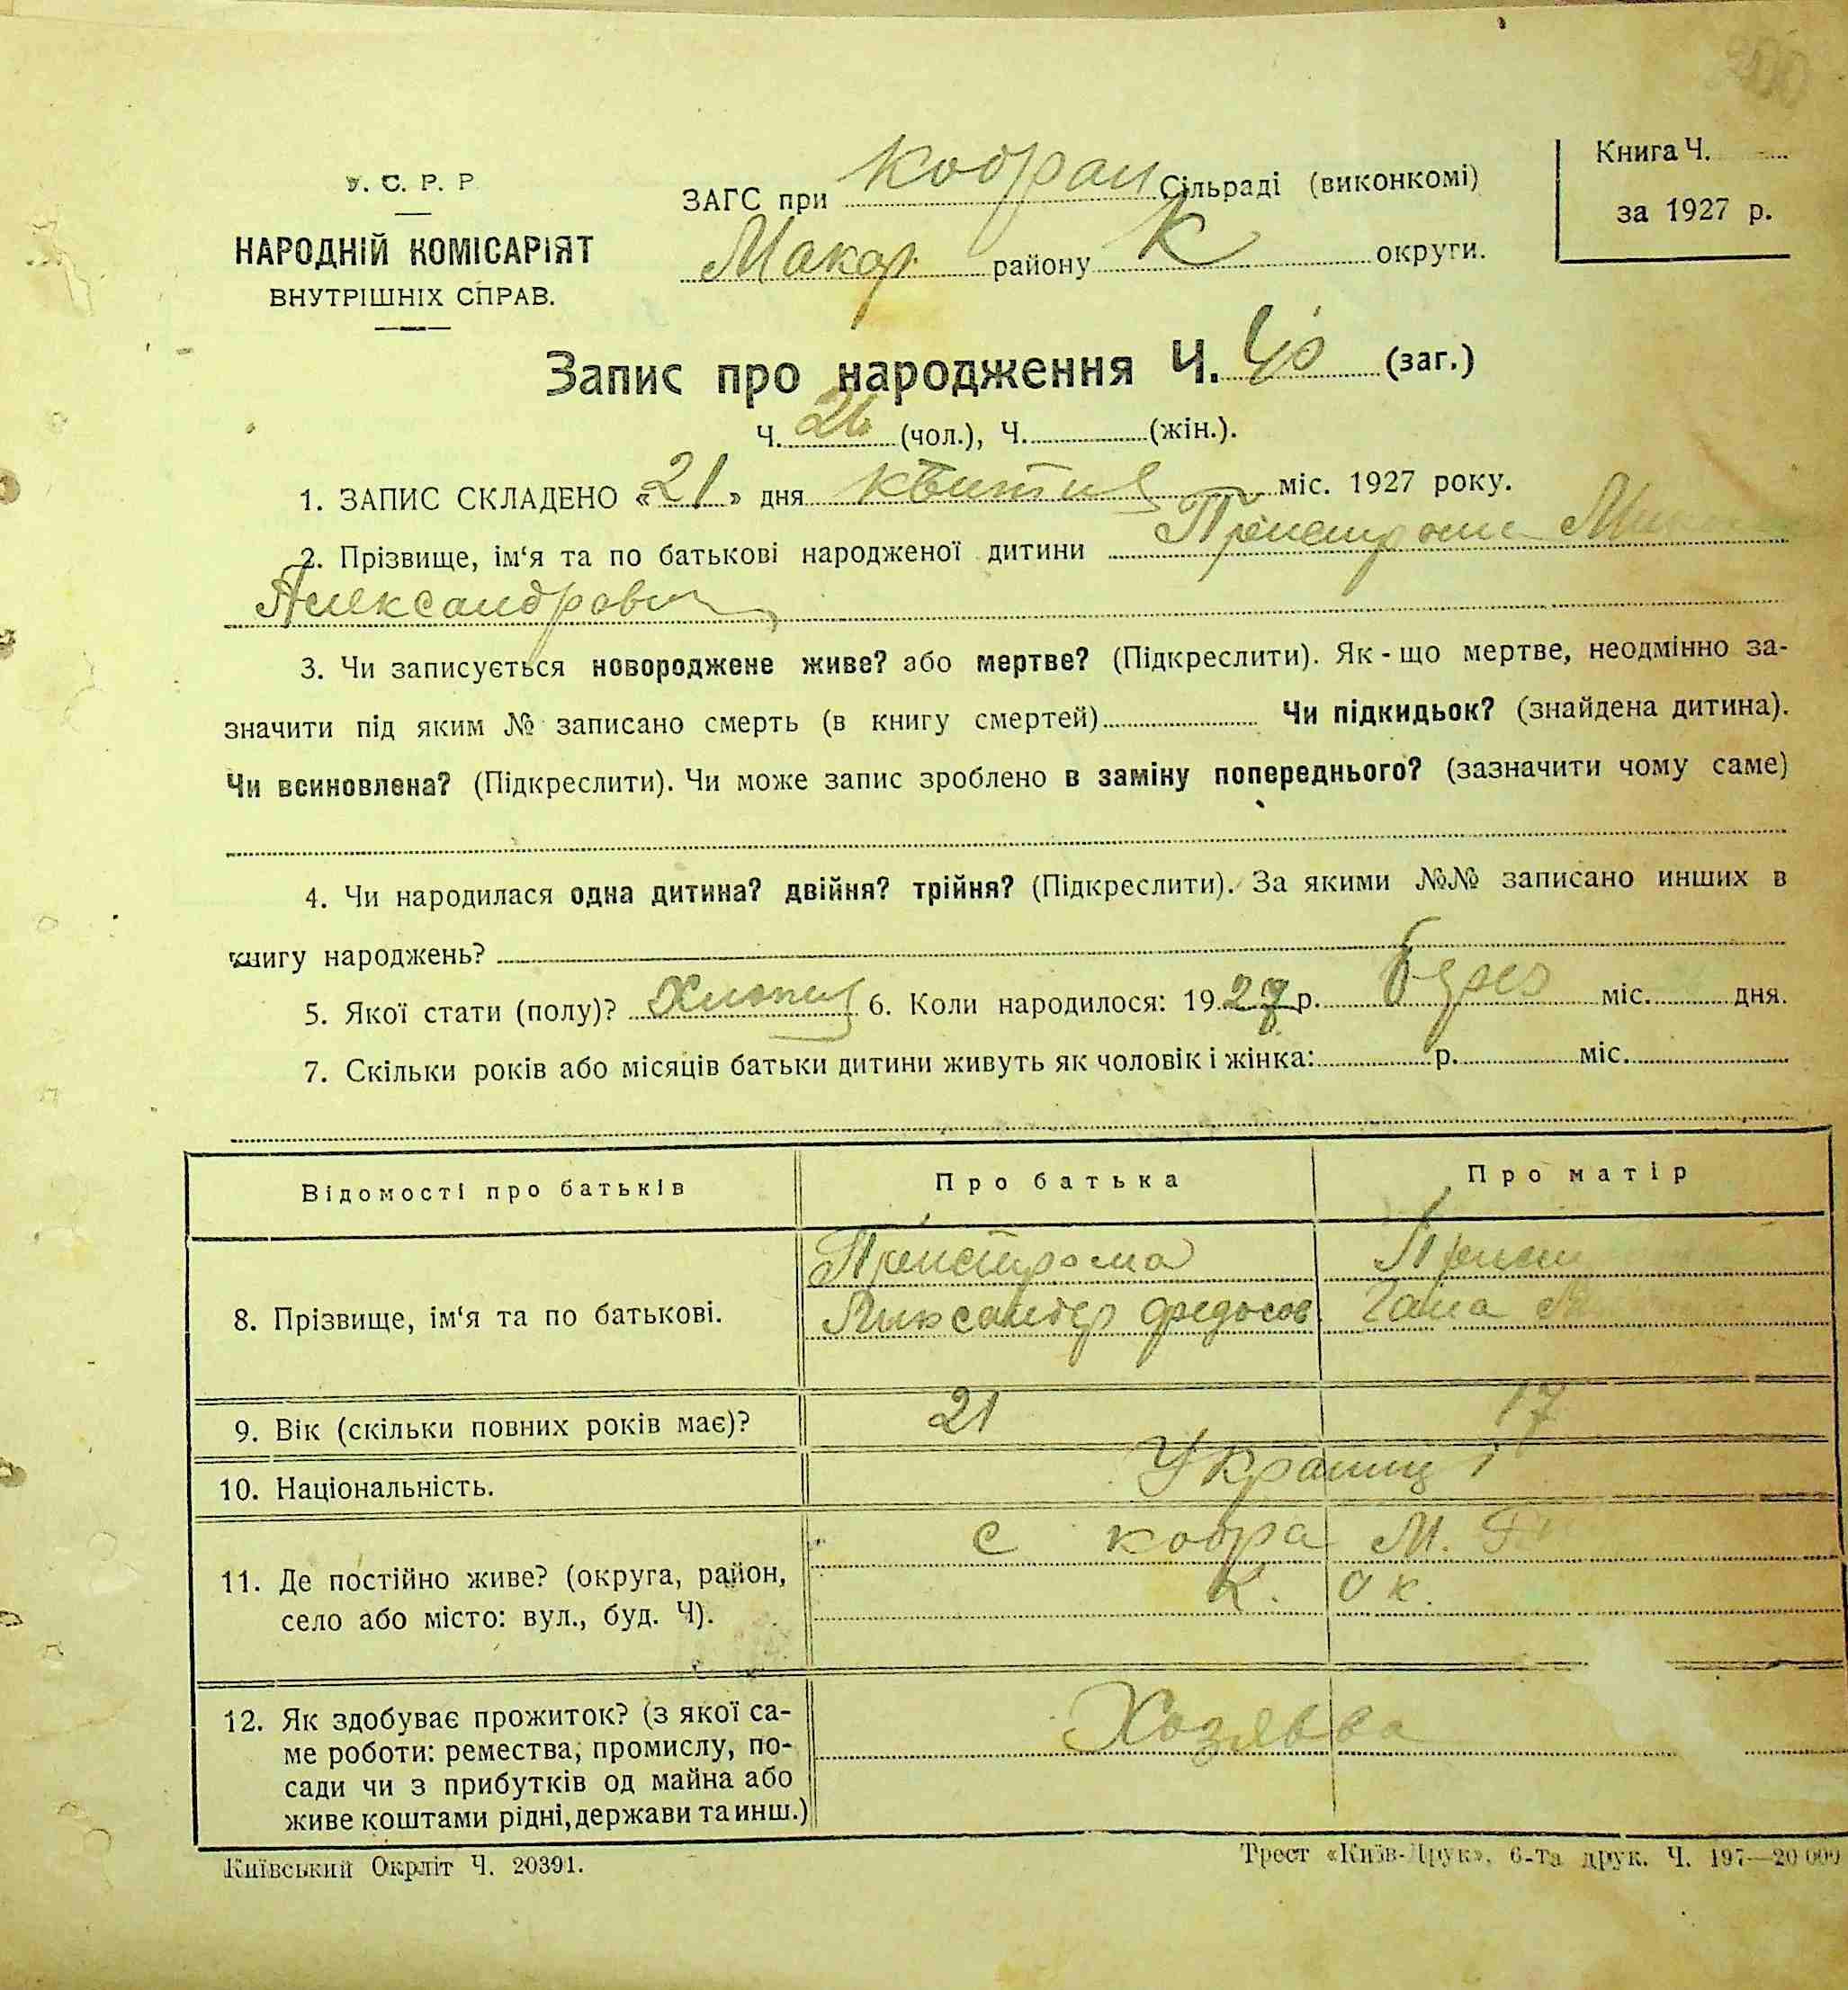 У. С. Р. Р
НАРОДНІЙ КОМІСАРІЯТ
ВНУТРІШНІХ СПРАВ.
ЗАГС при Кобран Сільраді (виконкомі)
Макар. району К округи.
Книга Ч.
за 1927 р.
Запис про народження Ч. 40 (заг.)
Ч. 26 (чол.), Ч. (жін.).
1. ЗАПИС СКЛАДЕНО «21» дня квітня міс. 1927 року.
2. Прізвище, ім‘я та по батькові народженої дитини
Александрович
3. Чи записується новороджене живе? або мертве? (Підкреслити). Як-що мертве, неодмінно за-
значити під яким № записано смерть (в книгу смертей) Чи підкидьок? (знайдена дитина).
Чи всиновлена? (Підкреслити). Чи може запис зроблено в заміну попереднього? (зазначити чому саме)
4. Чи народилася одна дитина? двійня? трійня? (Підкреслити). За якими №№ записано инших в
книгу народжень?
5. Якої стати (полу)? 6. Коли народилося: 1927 р. берез міс. дня.
7. Скільки років або місяців батьки дитини живуть як чоловік і жінка: р. міс.
Відомості про батьків Про батька Про матір
8. Прізвище, ім‘я та по батькові.
Федосов
9. Вік (скільки повних років має)? 21 17
10. Національність. Українці
11. Де постійно живе? (округа, район,
село або місто: вул., буд. Ч).
с кобра М.
К. ок.
12. Як здобуває прожиток? (з якої са-
ме роботи: ремества, промислу, по-
сади чи з прибутків од майна або
живе коштами рідні, держави та инш.)
Хозявва
Київський Окрліт Ч. 20391.
Трест «Київ-Друк», 6-та друк. Ч. 197—20 000